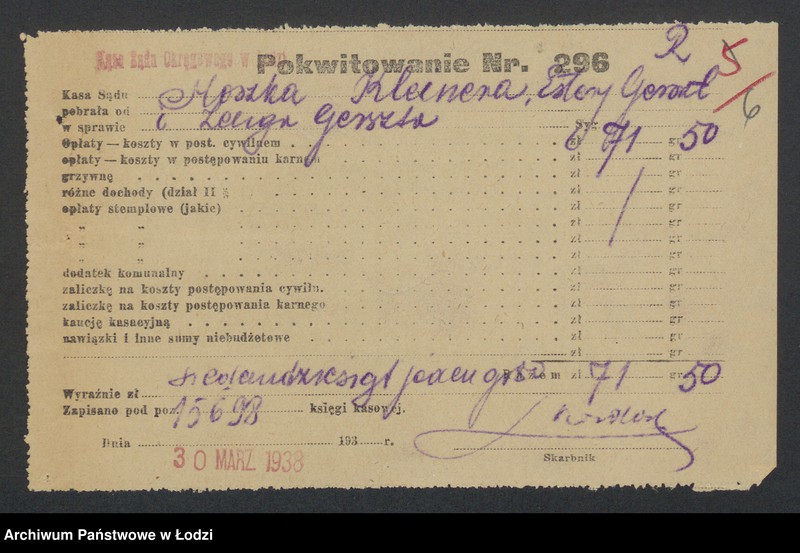 Kasa Sądu Okręgowego w
Pokwitowanie Nr. 296
R 5/6
Kasa Sądu Moszka Kleinera, Estery Gerszt
pobrała od
w sprawie i Zeliga Gerszta
Opłaty — koszty w post. cywilnem . . zł 71 gr 50
opłaty — koszty w postępowaniu karnem zł gr
grzywnę . . zł gr
różne dochody (dział II § zł gr
opłaty stemplowe (jakie) . . zł gr
„ „ zł gr
„ „ zł gr
„ „ zł gr
dodatek komunalny . . zł gr
zaliczkę na koszty postępowania cywiln. zł gr
zaliczkę na koszty postępowania karnego zł gr
kaucję kasacyjną . . zł gr
nawiązki i inne sumy niebudżetowe . . zł gr
Razem zł 71 gr 50
Wyraźnie zł siedemdziesiąt jeden gr 50
Zapisano pod poz. 15698 księgi kasowej.
Dnia 193 r.
30 MARZ 1938
Skarbnik
Archiwum Państwowe w Łodzi